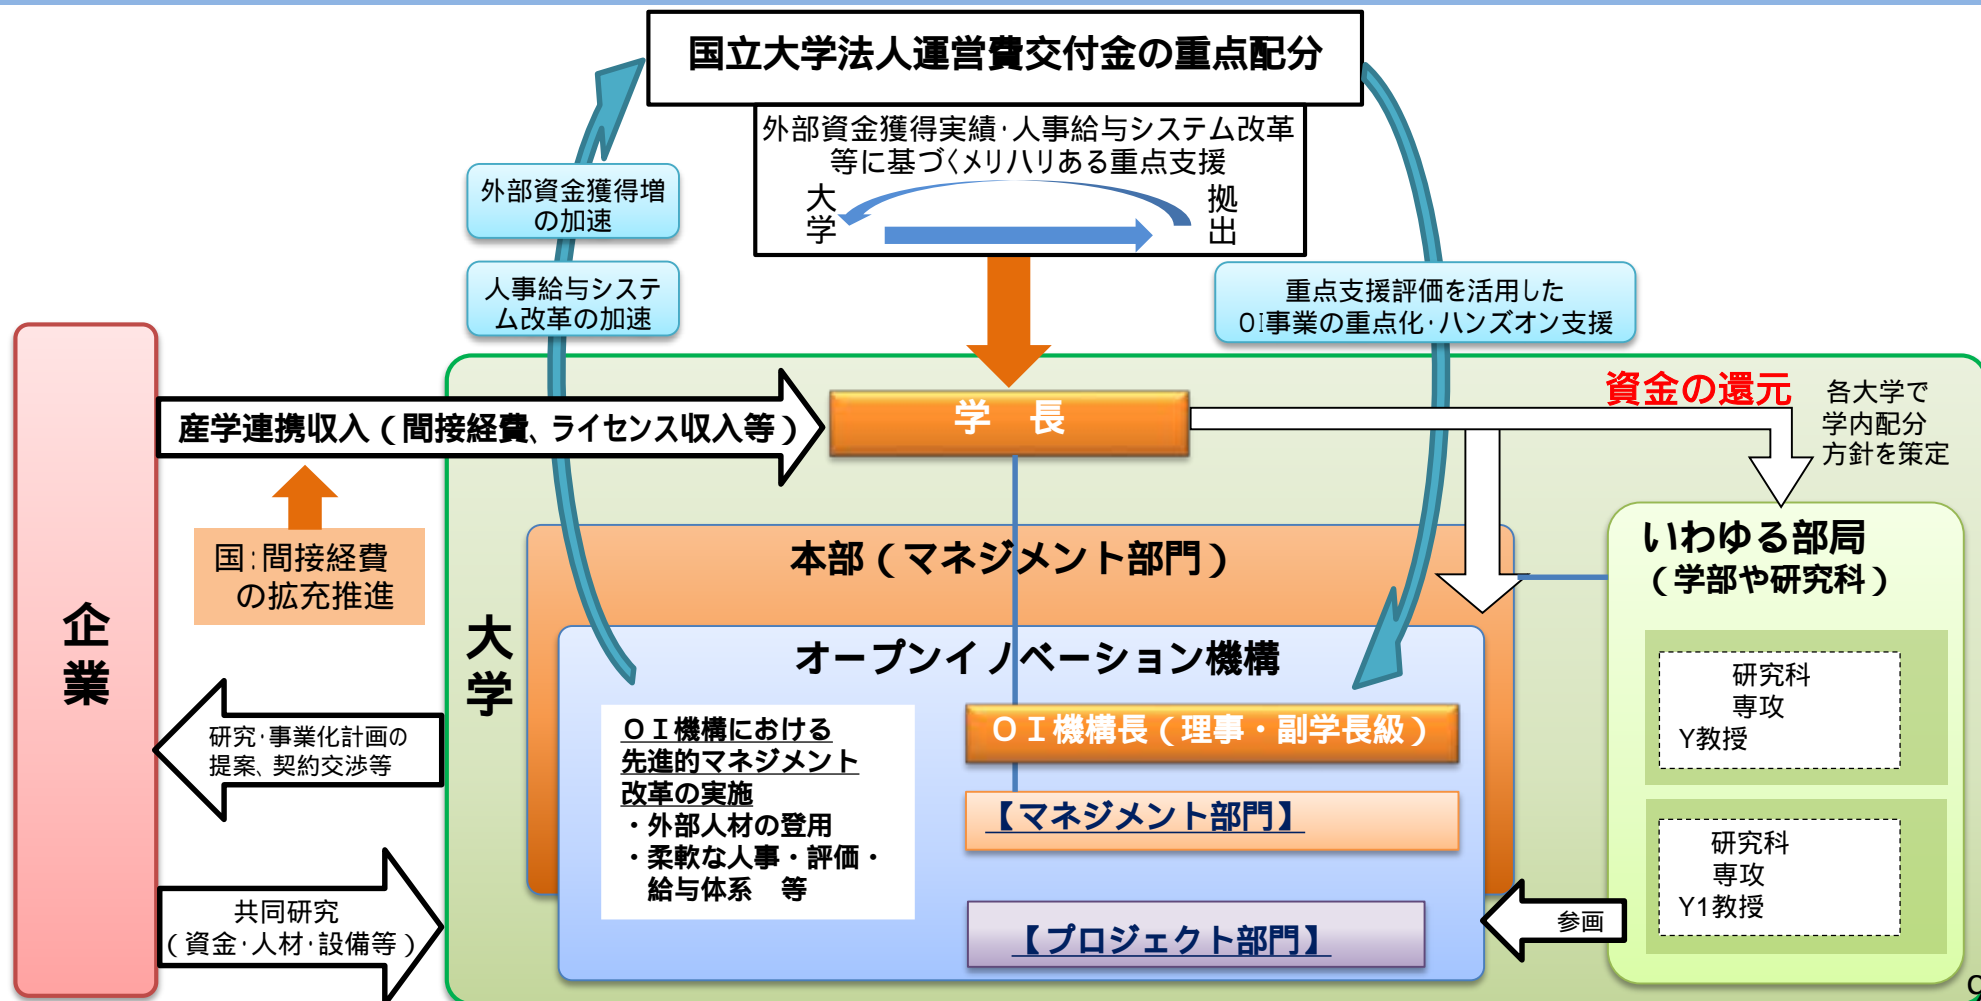 国立大学法人運営費交付金の重点配分
外部資金獲得実績・人事給与システム改革
等に基づくメリハリある重点支援
大学
拠出
外部資金獲得増
の加速
人事給与システ
ム改革の加速
重点支援評価を活用した
OI事業の重点化・ハンズオン支援
企業
産学連携収入（間接経費、ライセンス収入等）
学 長
資金の還元
各大学で
学内配分
方針を策定
国：間接経費
の拡充推進
大学
本部（マネジメント部門）
オープンイノベーション機構
ＯＩ機構における
先進的マネジメント
改革の実施
・外部人材の登用
・柔軟な人事・評価・
給与体系 等
ＯＩ機構長（理事・副学長級）
【マネジメント部門】
【プロジェクト部門】
いわゆる部局
（学部や研究科）
研究科
専攻
Y教授
研究科
専攻
Y1教授
参画
研究・事業化計画の
提案、契約交渉等
共同研究
（資金・人材・設備等）
9